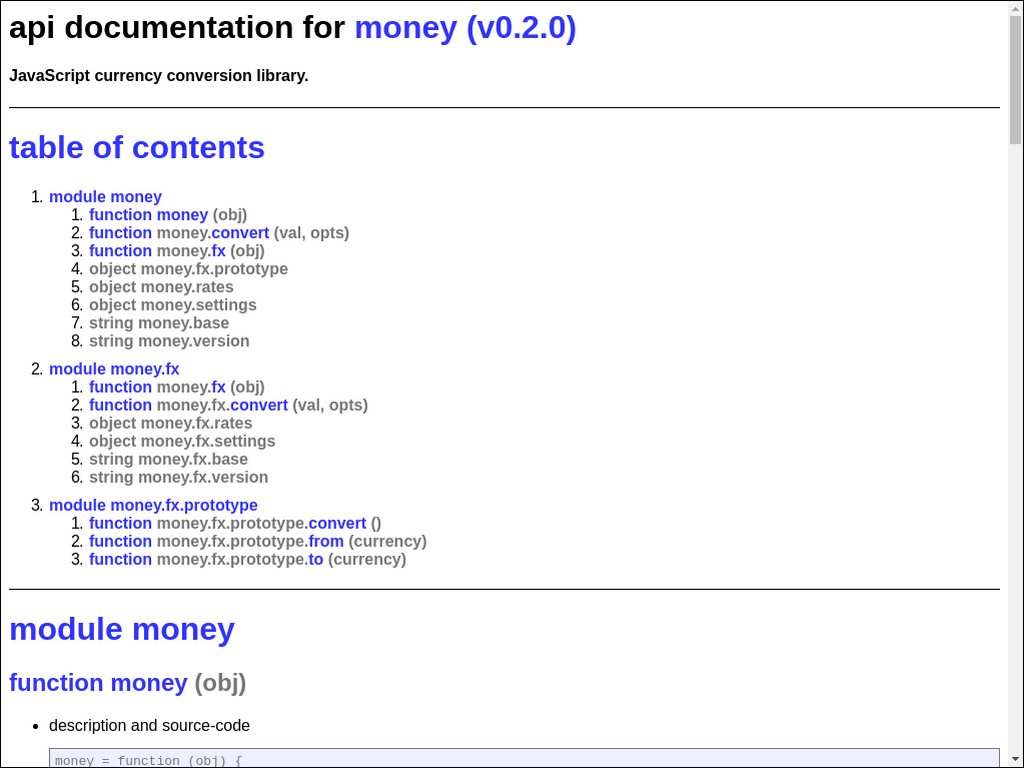 api documentation for money (v0.2.0)
JavaScript currency conversion library.
table of contents
1. module money
1. function money (obj)
2. function money.convert (val, opts)
3. function money.fx (obj)
4. object money.fx.prototype
5. object money.rates
6. object money.settings
7. string money.base
8. string money.version
2. module money.fx
1. function money.fx (obj)
2. function money.fx.convert (val, opts)
3. object money.fx.rates
4. object money.fx.settings
5. string money.fx.base
6. string money.fx.version
3. module money.fx.prototype
1. function money.fx.prototype.convert ()
2. function money.fx.prototype.from (currency)
3. function money.fx.prototype.to (currency)
module money
function money (obj)
• description and source-code
money = function (obj) {